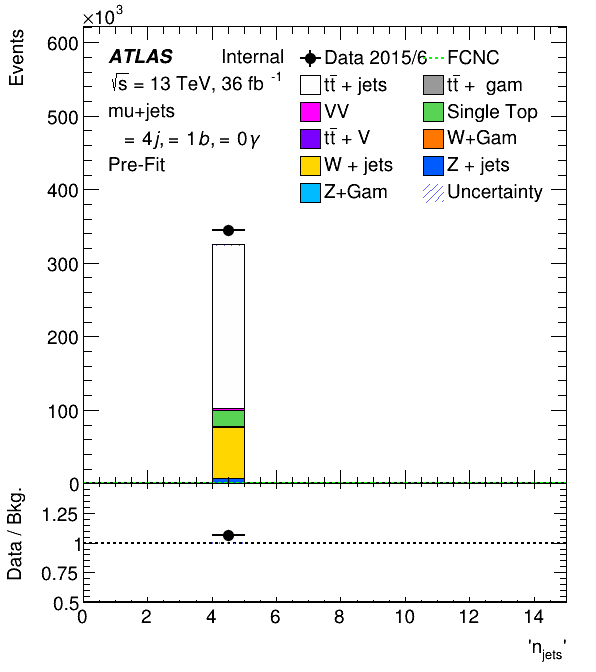 ×10³
Events
600
500
400
300
200
100
0
ATLAS Internal
√s = 13 TeV, 36 fb⁻¹
mu+jets
= 4j, = 1b, = 0γ
Pre-Fit
Data 2015/6 FCNC
tt̄ + jets tt̄ + gam
VV Single Top
tt̄ + V W+Gam
W + jets Z + jets
Z+Gam Uncertainty
Data / Bkg.
1.25
1
0.75
0.5
0 2 4 6 8 10 12 14
'n_jets'